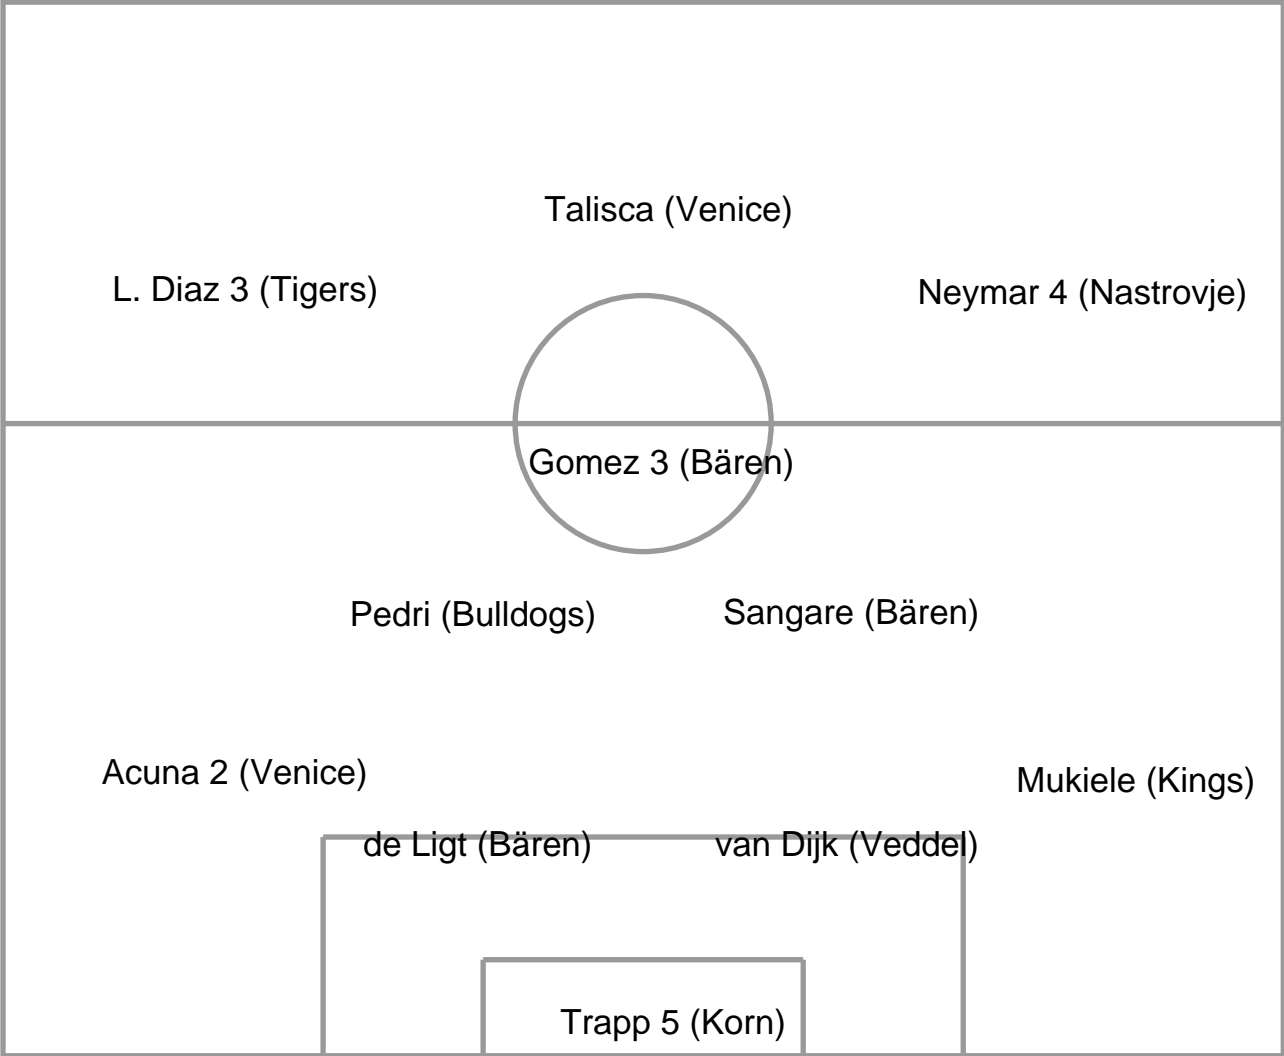 Talisca (Venice)
L. Diaz 3 (Tigers)
Neymar 4 (Nastrovje)
Gomez 3 (Bären)
Pedri (Bulldogs)
Sangare (Bären)
Acuna 2 (Venice)
Mukiele (Kings)
de Ligt (Bären)
van Dijk (Veddel)
Trapp 5 (Korn)